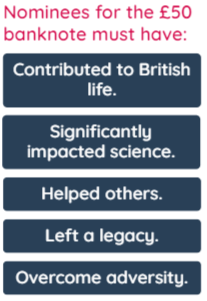 Nominees for the £50
banknote must have:
Contributed to British
life.
Significantly
impacted science.
Helped others.
Left a legacy.
Overcome adversity.